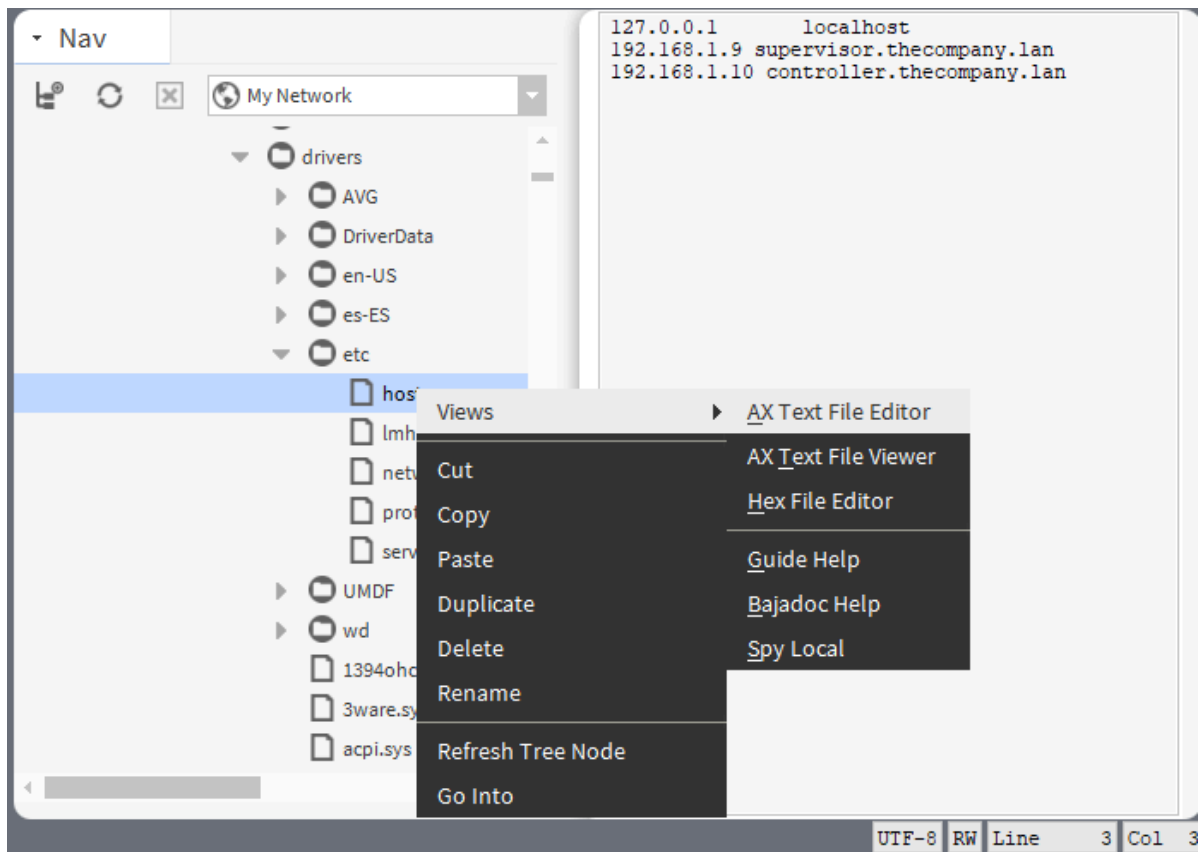 Nav
My Network
drivers
AVG
DriverData
en-US
es-ES
etc
UMDF
wd
acpi.sys
127.0.0.1 localhost
192.168.1.9 supervisor.thecompany.lan
192.168.1.10 controller.thecompany.lan
Views
Cut
Copy
Paste
Duplicate
Delete
Rename
Refresh Tree Node
Go Into
AX Text File Editor
AX Text File Viewer
Hex File Editor
Guide Help
Bajadoc Help
Spy Local
UTF-8 RW Line 3 Col 3